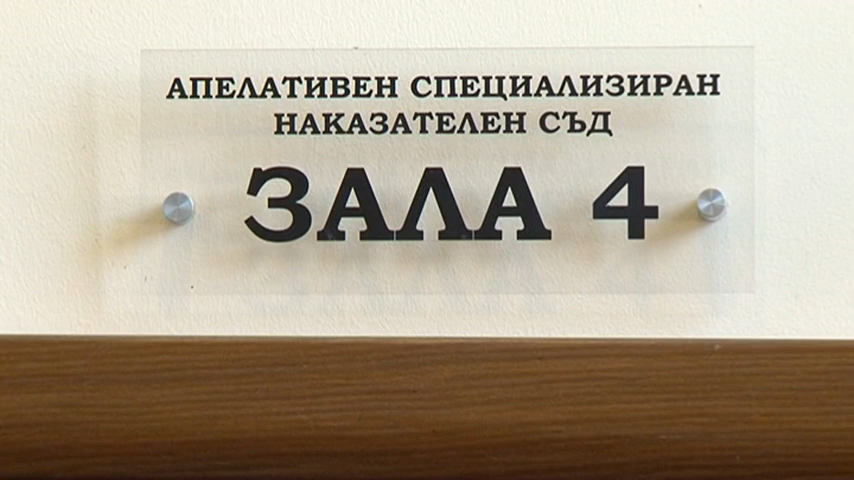 АПЕЛАТИВЕН СПЕЦИАЛИЗИРАН
НАКАЗАТЕЛЕН СЪД
ЗАЛА 4